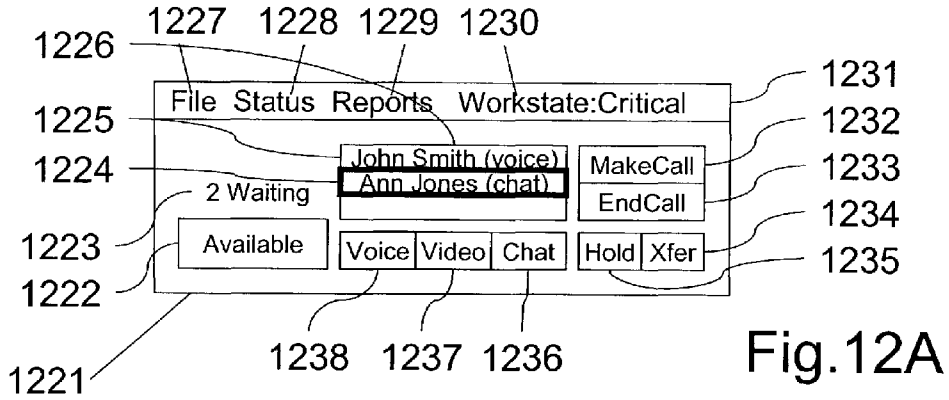 1227 1228 1229 1230
1226
1231
File Status Reports Workstate:Critical
1225
1232
John Smith (voice)
MakeCall
1224
Ann Jones (chat)
1233
2 Waiting
EndCall
1234
1223
Available
Voice Video Chat
Hold Xfer
1222
1235
1238 1237 1236
Fig.12A
1221